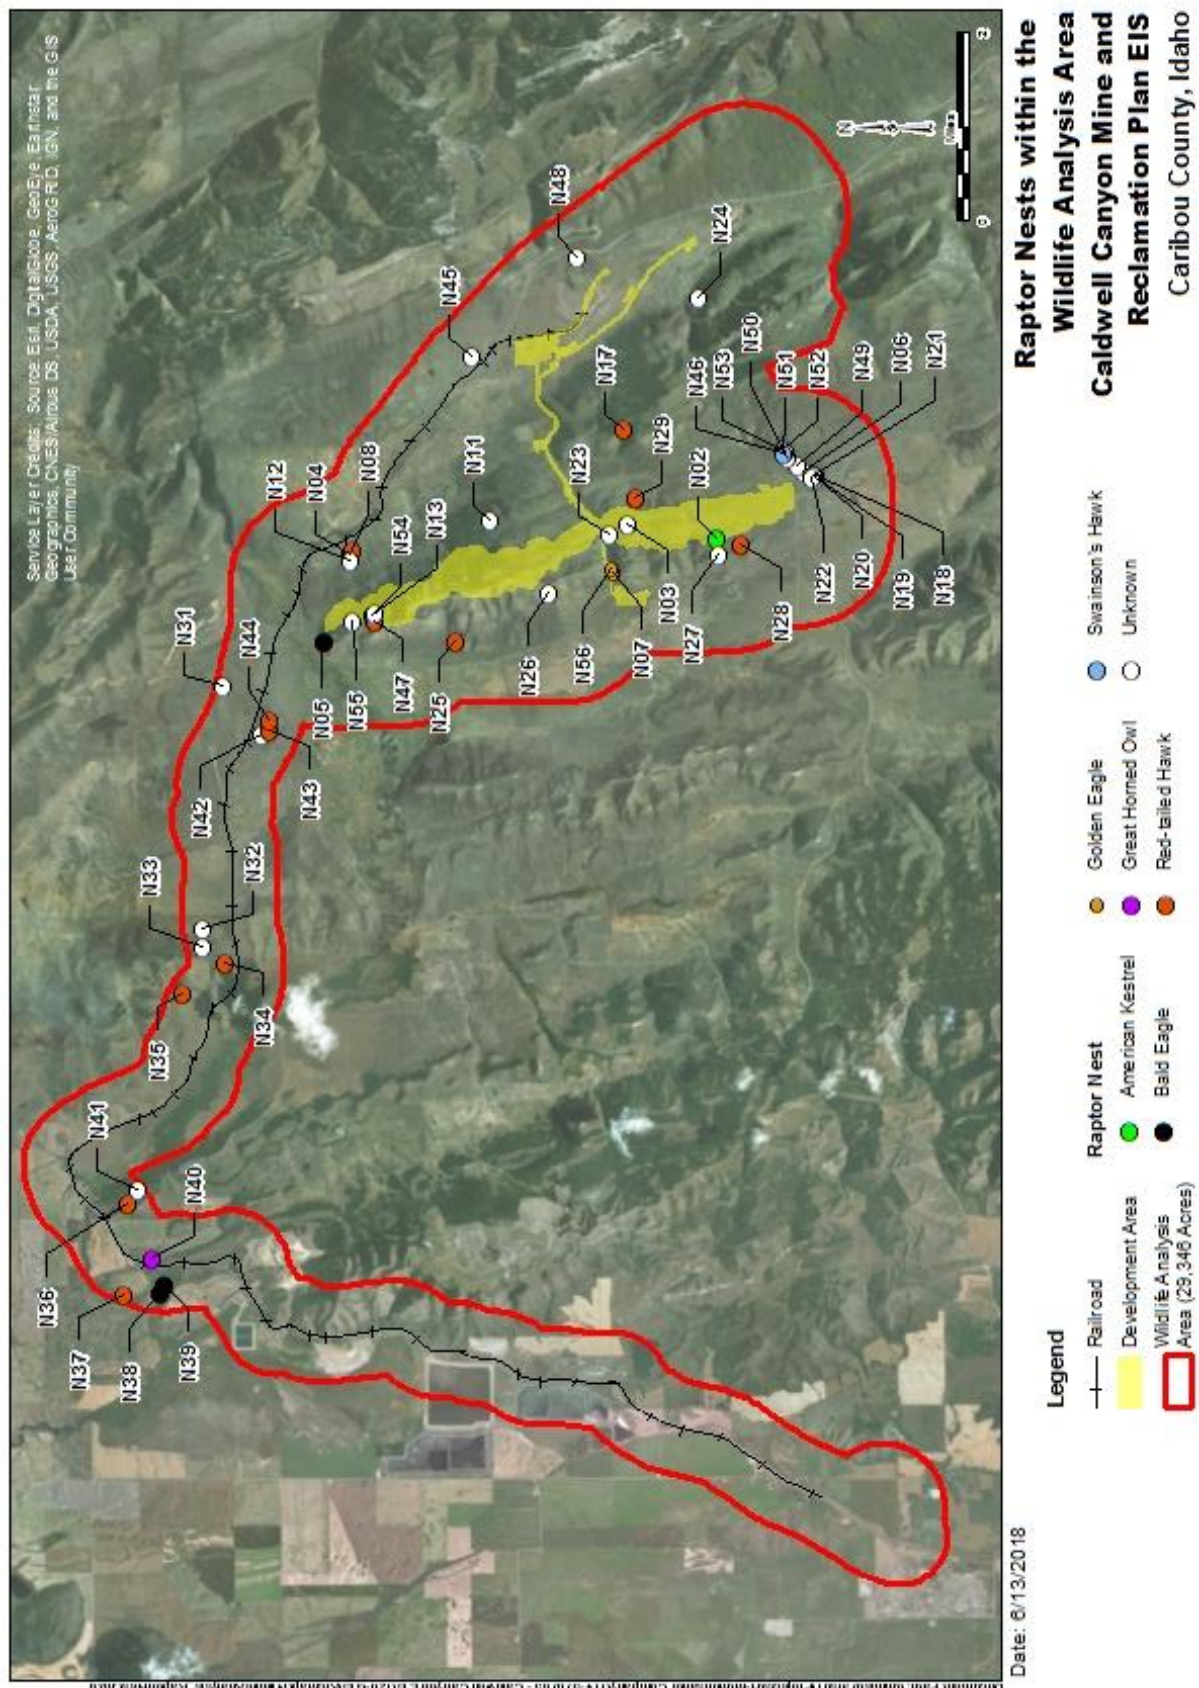 Service Layer Credits: Source: Esri, DigitalGlobe, GeoEye, Earthstar
Geographics, CNES/Airbus DS, USDA, USGS, AeroGRID, IGN, and the GIS
User Community
N37
N38
N39
N36
N40
N41
N35
N34
N33
N32
N42
N43
N31
N44
N12
N04
N08
N54
N13
N05
N55
N47
N25
N11
N45
N48
N26
N56
N07
N23
N03
N17
N29
N24
N27
N28
N02
N46
N53
N50
N51
N52
N49
N06
N21
N22
N20
N19
N18
N
0
2
Miles
Date: 6/13/2018
Raptor Nests within the
Wildlife Analysis Area
Caldwell Canyon Mine and
Reclamation Plan EIS
Caribou County, Idaho
Legend
Railroad
Development Area
Wildlife Analysis
Area (29,346 Acres)
Raptor Nest
American Kestrel
Bald Eagle
Golden Eagle
Great Horned Owl
Red-tailed Hawk
Swainson's Hawk
Unknown